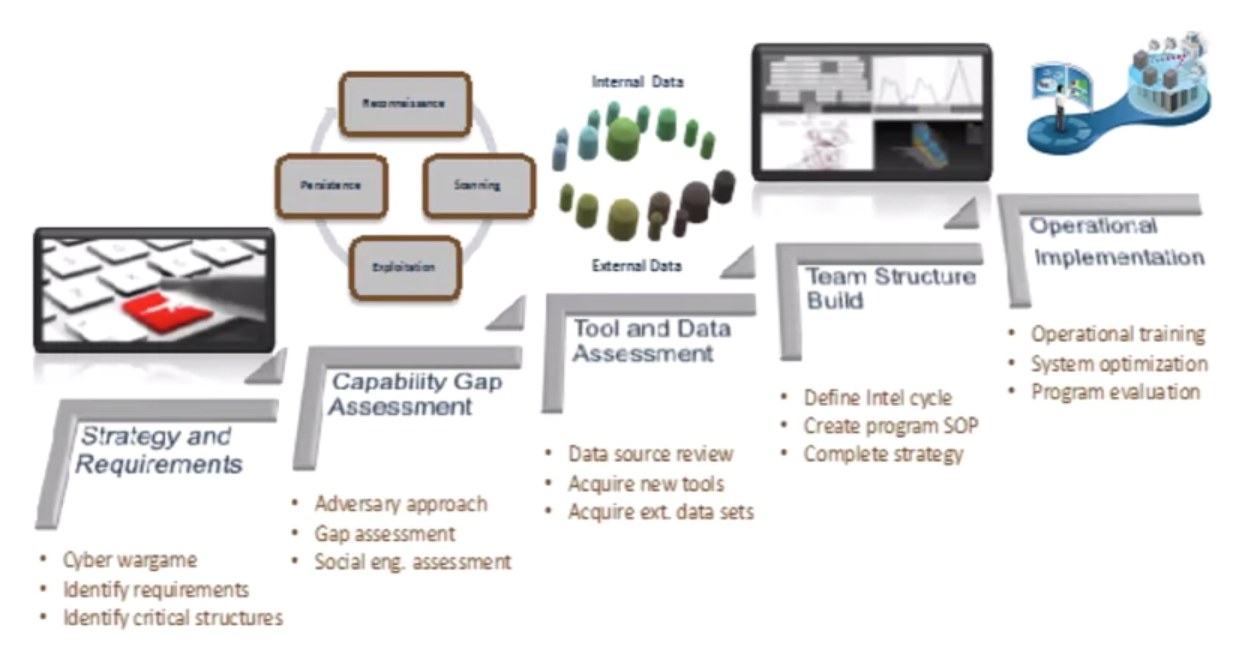 Reconnaissance
Persistence
Scanning
Exploitation
Internal Data
External Data
Strategy and
Requirements
• Cyber wargame
• Identify requirements
• Identify critical structures
Capability Gap
Assessment
• Adversary approach
• Gap assessment
• Social eng. assessment
Tool and Data
Assessment
• Data source review
• Acquire new tools
• Acquire ext. data sets
Team Structure
Build
• Define Intel cycle
• Create program SOP
• Complete strategy
Operational
Implementation
• Operational training
• System optimization
• Program evaluation